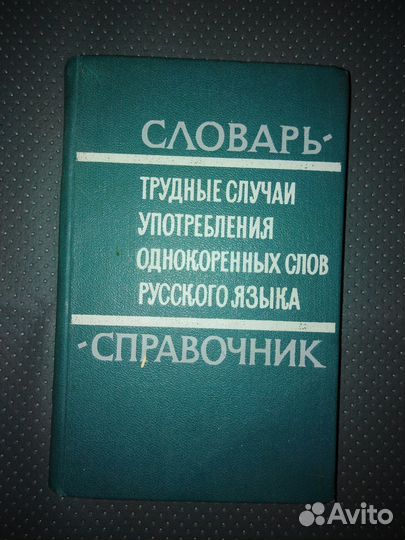 СЛОВАРЬ-
ТРУДНЫЕ СЛУЧАИ
УПОТРЕБЛЕНИЯ
ОДНОКОРЕННЫХ СЛОВ
РУССКОГО ЯЗЫКА
-СПРАВОЧНИК
Avito